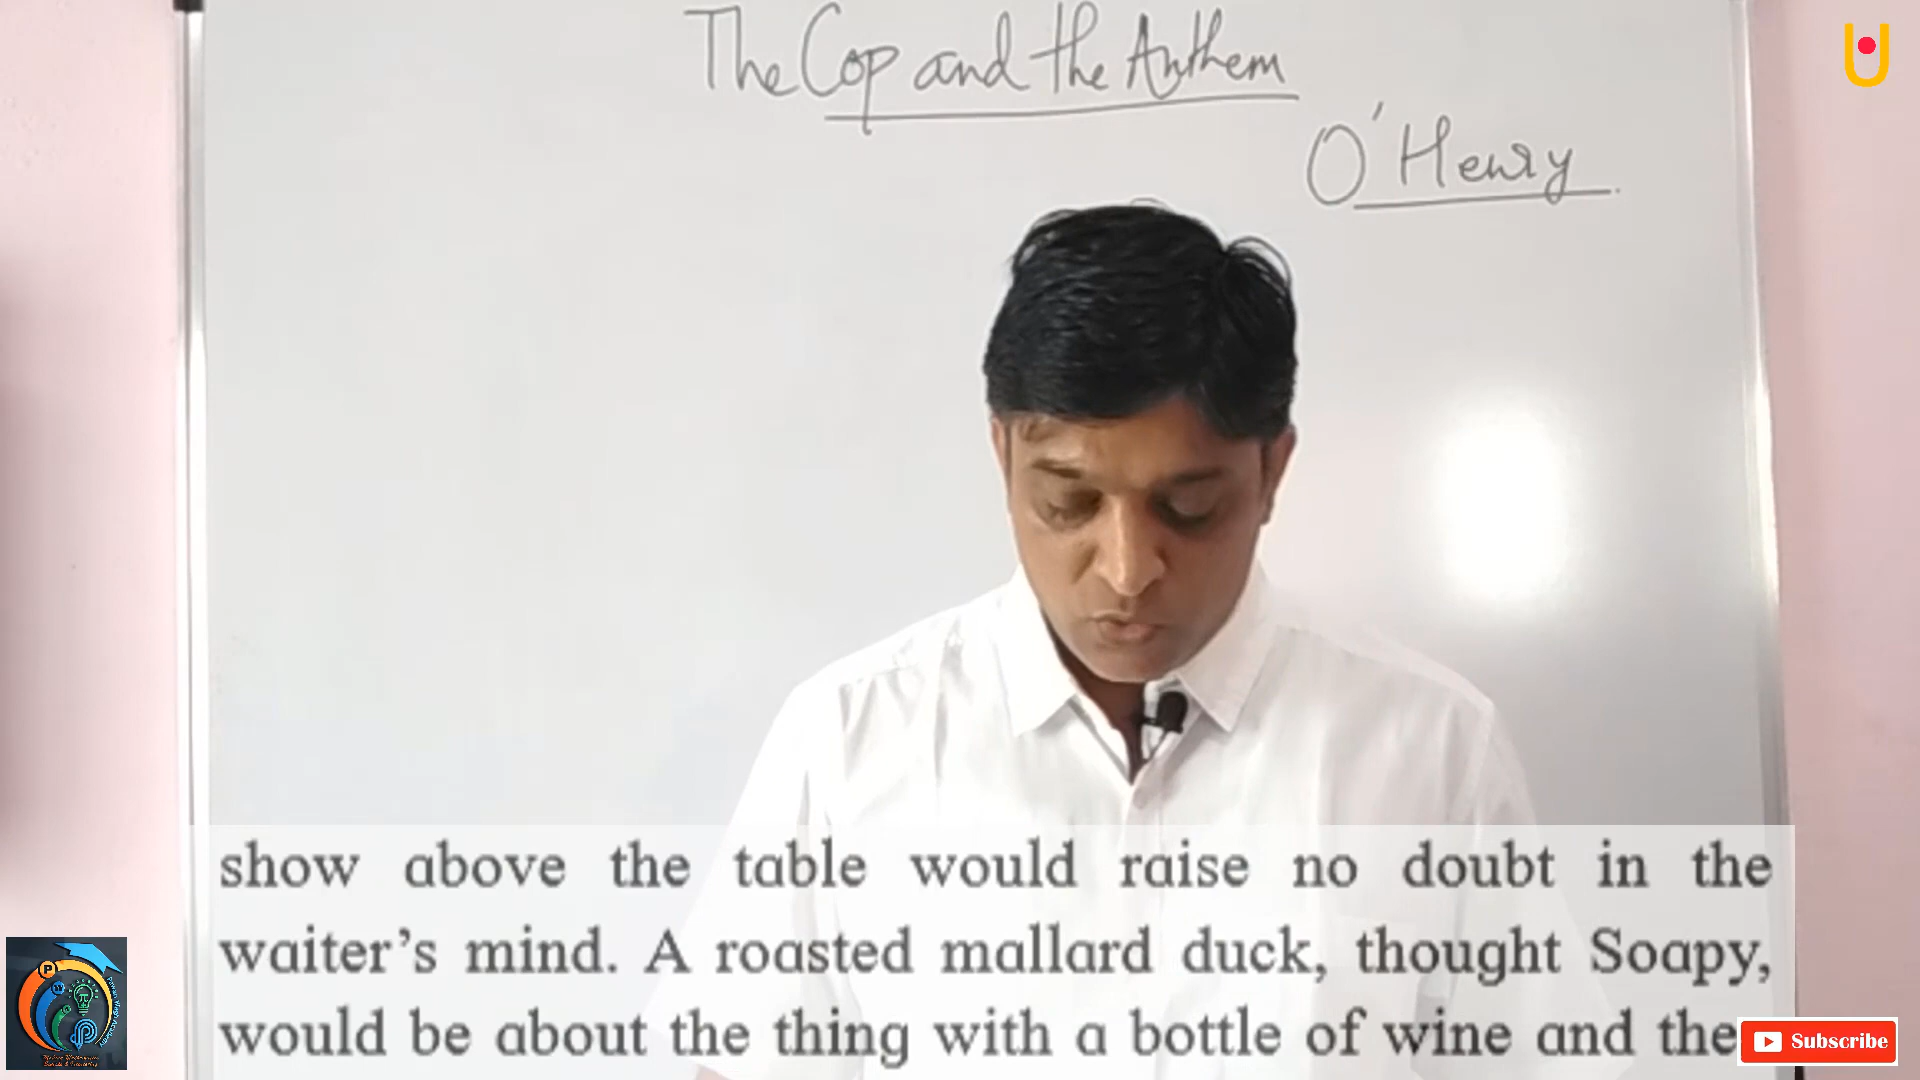 The Cop and the Anthem
O'Henry
show above the table would raise no doubt in the
waiter's mind. A roasted mallard duck, thought Soapy,
would be about the thing with a bottle of wine and the
Subscribe